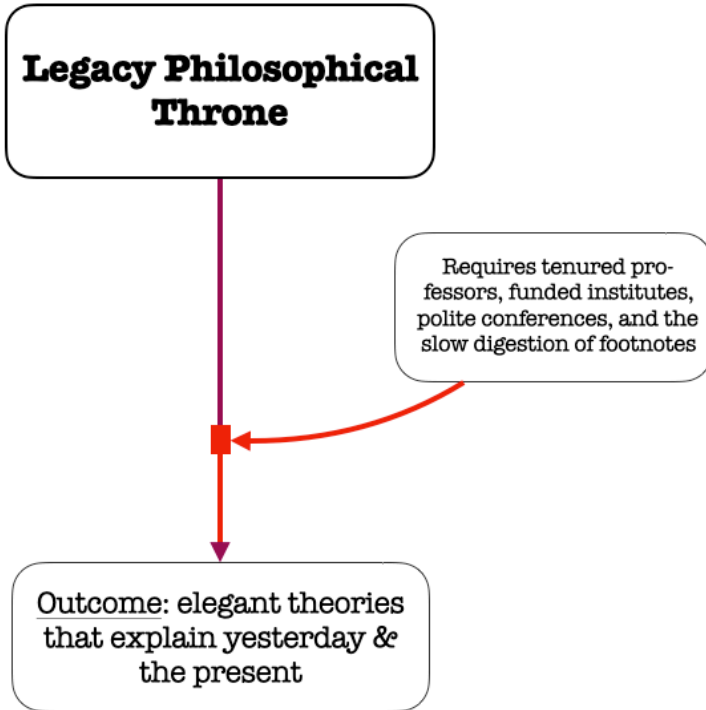 Legacy Philosophical
Throne
Requires tenured pro-
fessors, funded institutes,
polite conferences, and the
slow digestion of footnotes
Outcome: elegant theories
that explain yesterday &
the present